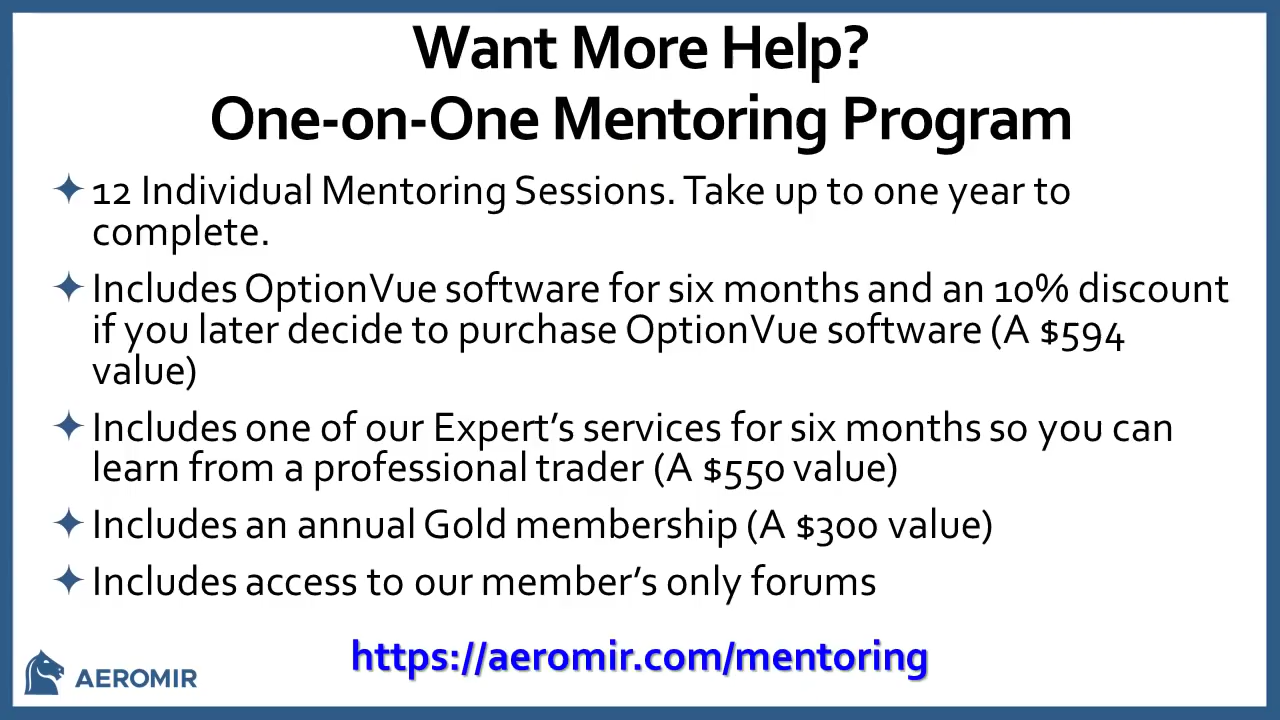 Want More Help?
One-on-One Mentoring Program
12 Individual Mentoring Sessions. Take up to one year to
complete.
Includes OptionVue software for six months and an 10% discount
if you later decide to purchase OptionVue software (A $594
value)
Includes one of our Expert’s services for six months so you can
learn from a professional trader (A $550 value)
Includes an annual Gold membership (A $300 value)
Includes access to our member’s only forums
https://aeromir.com/mentoring
AEROMIR